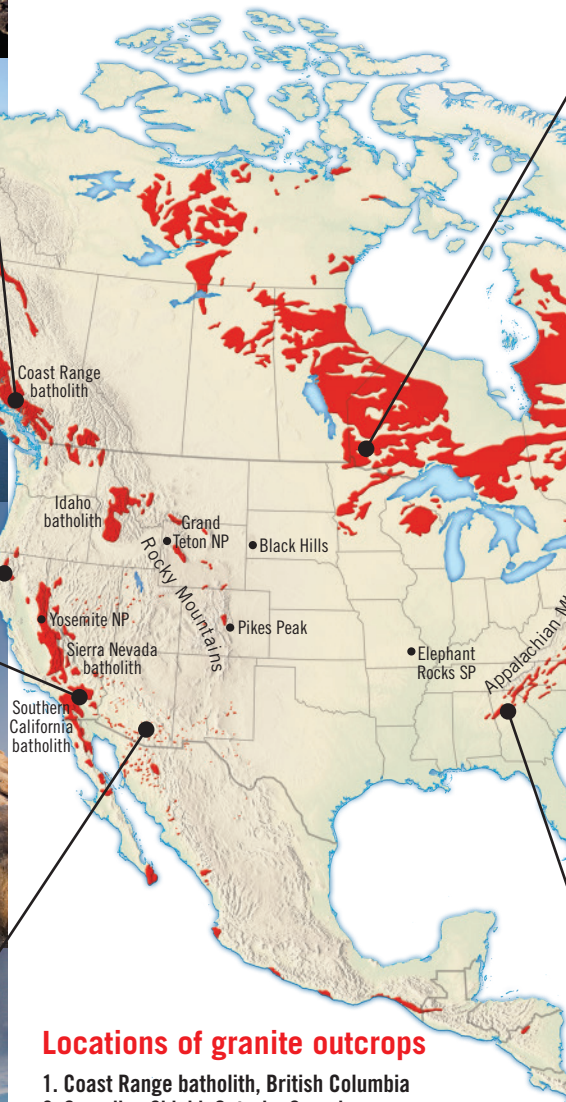 Coast Range
batholith
Idaho
batholith
Grand
Teton NP
Black Hills
Rocky Mountains
Yosemite NP
Pikes Peak
Sierra Nevada
batholith
Elephant
Rocks SP
Appalachian
Southern
California
batholith
Locations of granite outcrops
1. Coast Range batholith, British Columbia